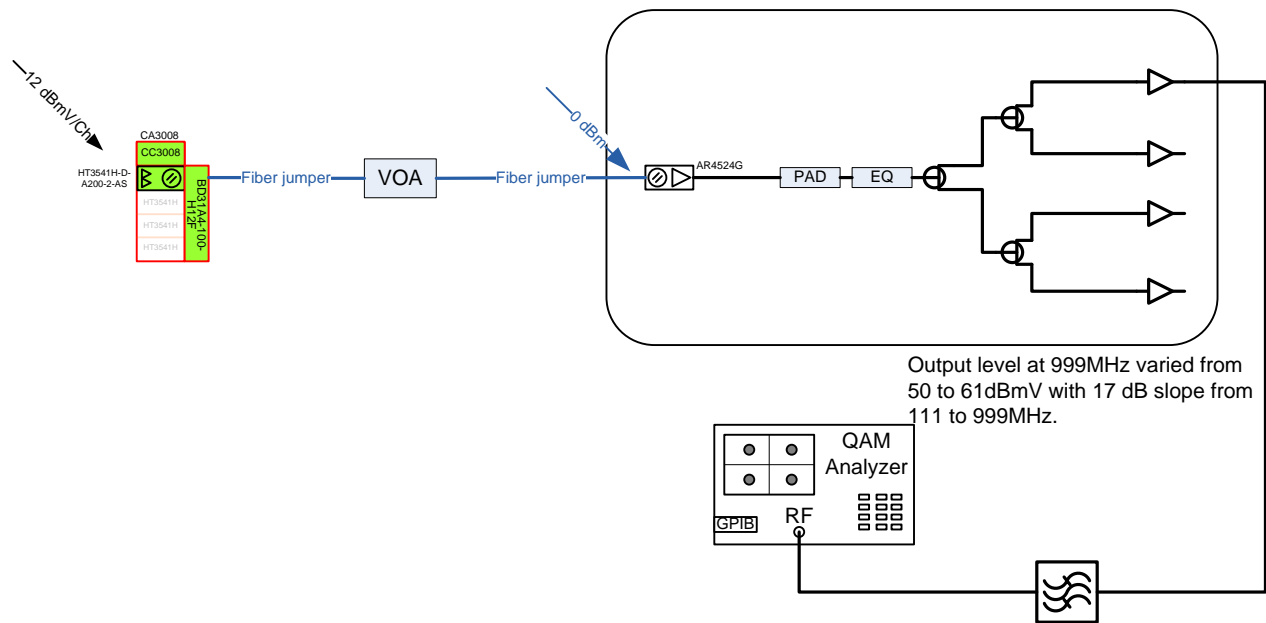 12 dBmV/Ch
CA3008
CC3008
HT3541H-D-
A200-2-AS
HT3541H
HT3541H
HT3541H
BD31A4-100-
H12F
Fiber jumper
VOA
Fiber jumper
0 dBm
AR4524G
PAD
EQ
Output level at 999MHz varied from
50 to 61dBmV with 17 dB slope from
111 to 999MHz.
QAM
Analyzer
GPIB
RF